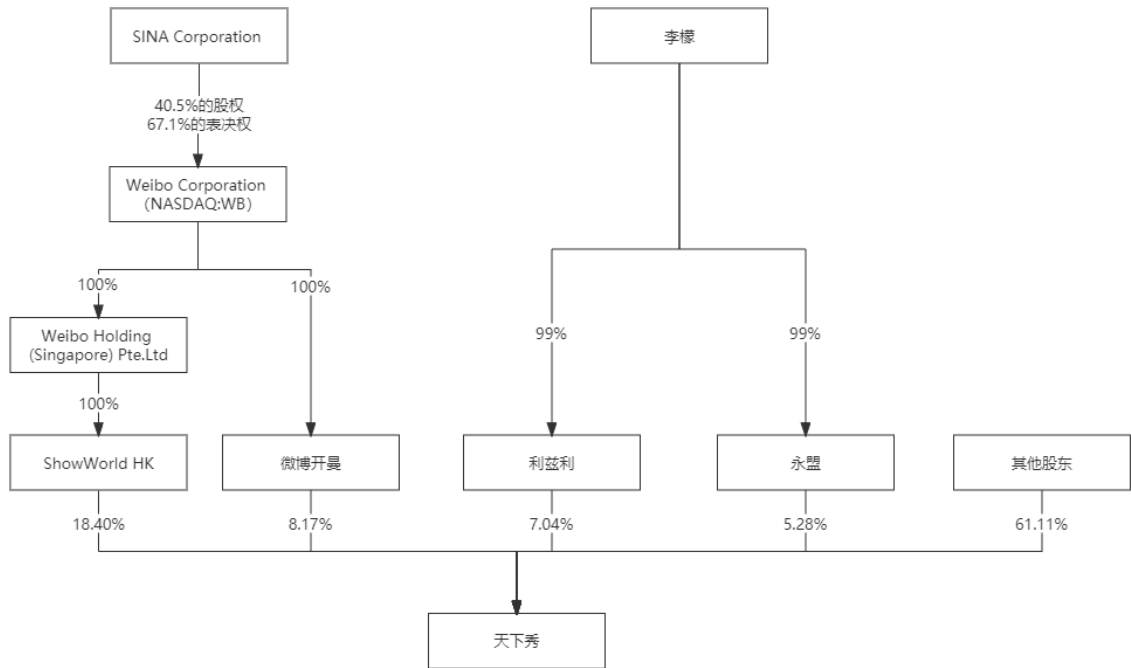 SINA Corporation
李檬
40.5%的股权
67.1%的表决权
Weibo Corporation
（NASDAQ:WB）
100%
100%
Weibo Holding
(Singapore) Pte.Ltd
99%
99%
100%
ShowWorld HK
微博开曼
利兹利
永盟
其他股东
18.40%
8.17%
7.04%
5.28%
61.11%
天下秀